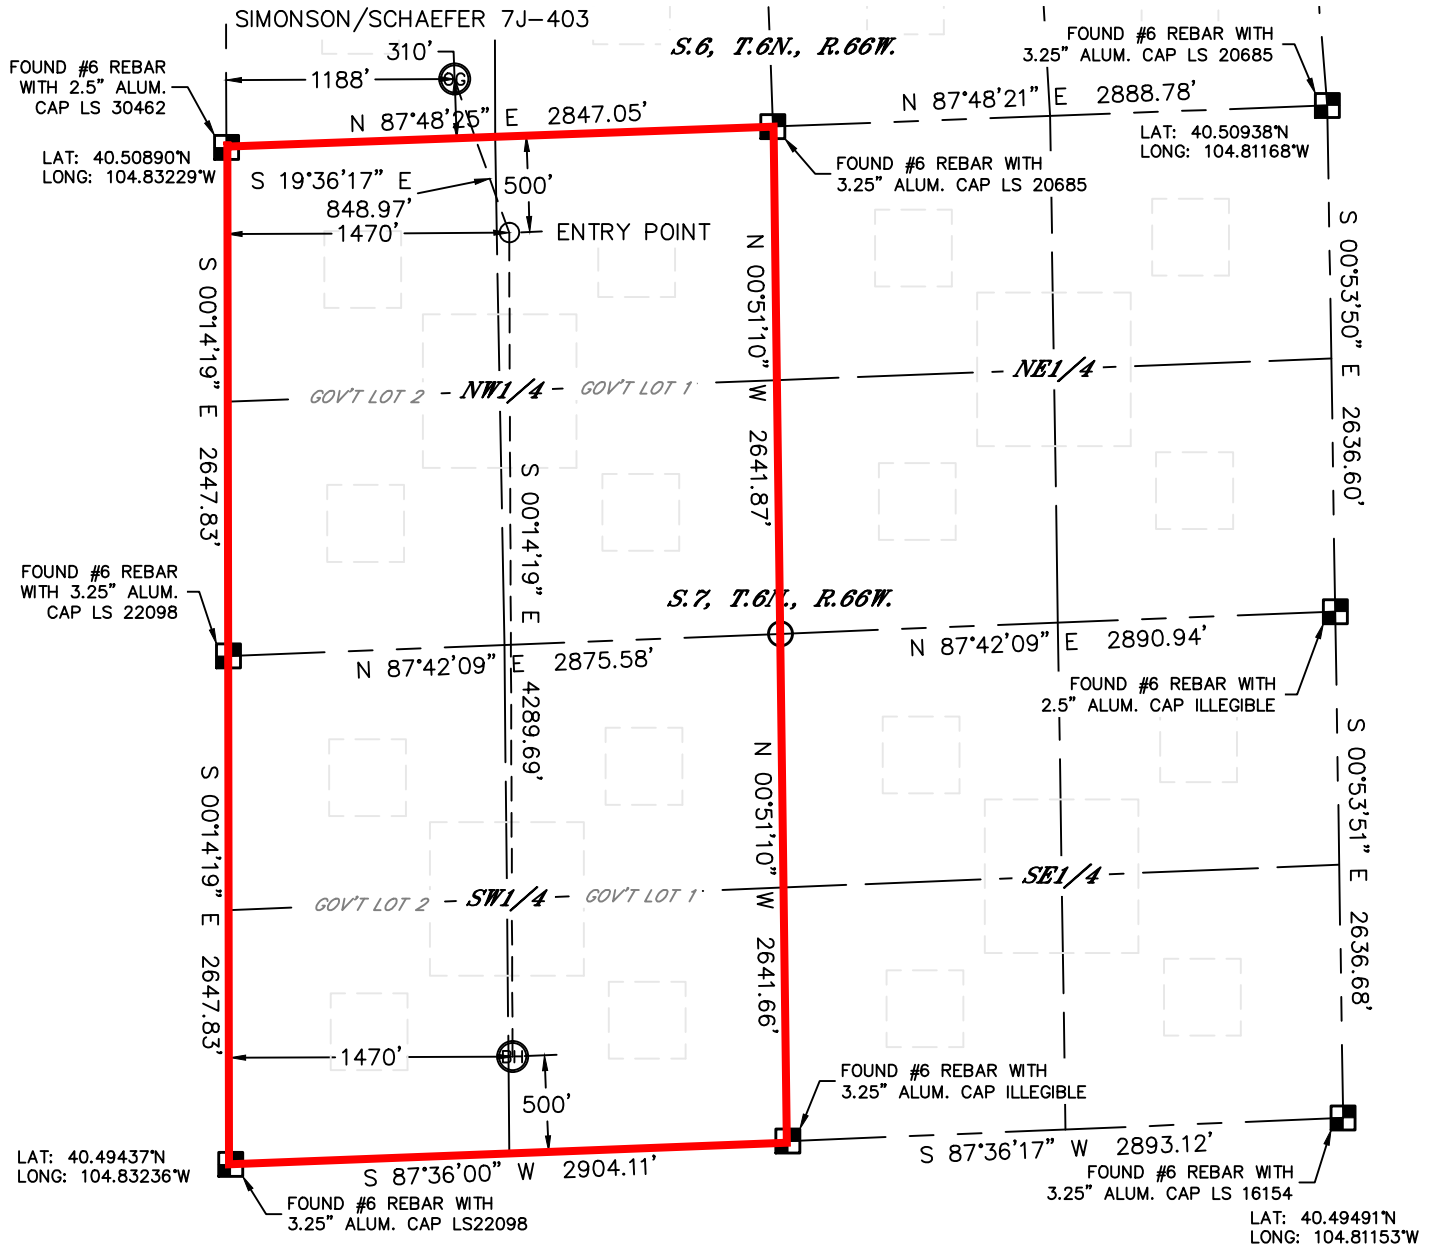 SIMONSON/SCHAEFER 7J-403
310'
1188'
OG
S.6, T.6N., R.66W.
FOUND #6 REBAR WITH
3.25" ALUM. CAP LS 20685
FOUND #6 REBAR
WITH 2.5" ALUM.
CAP LS 30462
N 87°48'25" E 2847.05'
N 87°48'21" E 2888.78'
LAT: 40.50890°N
LONG: 104.83229°W
LAT: 40.50938°N
LONG: 104.81168°W
FOUND #6 REBAR WITH
3.25" ALUM. CAP LS 20685
S 19°36'17" E
848.97'
500'
1470'
ENTRY POINT
S 00°14'19" E 2647.83'
N 00°51'10" W 2641.87'
S 00°53'50" E 2636.60'
GOV'T LOT 2
NW1/4
GOV'T LOT 1
NE1/4
S 00°14'19" E 4289.69'
FOUND #6 REBAR
WITH 3.25" ALUM.
CAP LS 22098
S.7, T.6N., R.66W.
N 87°42'09" E 2875.58'
N 87°42'09" E 2890.94'
FOUND #6 REBAR WITH
2.5" ALUM. CAP ILLEGIBLE
S 00°14'19" E 2647.83'
N 00°51'10" W 2641.66'
S 00°53'51" E 2636.68'
GOV'T LOT 2
SW1/4
GOV'T LOT 1
SE1/4
1470'
BH
500'
FOUND #6 REBAR WITH
3.25" ALUM. CAP ILLEGIBLE
S 87°36'00" W 2904.11'
S 87°36'17" W 2893.12'
LAT: 40.49437°N
LONG: 104.83236°W
FOUND #6 REBAR WITH
3.25" ALUM. CAP LS22098
FOUND #6 REBAR WITH
3.25" ALUM. CAP LS 16154
LAT: 40.49491°N
LONG: 104.81153°W